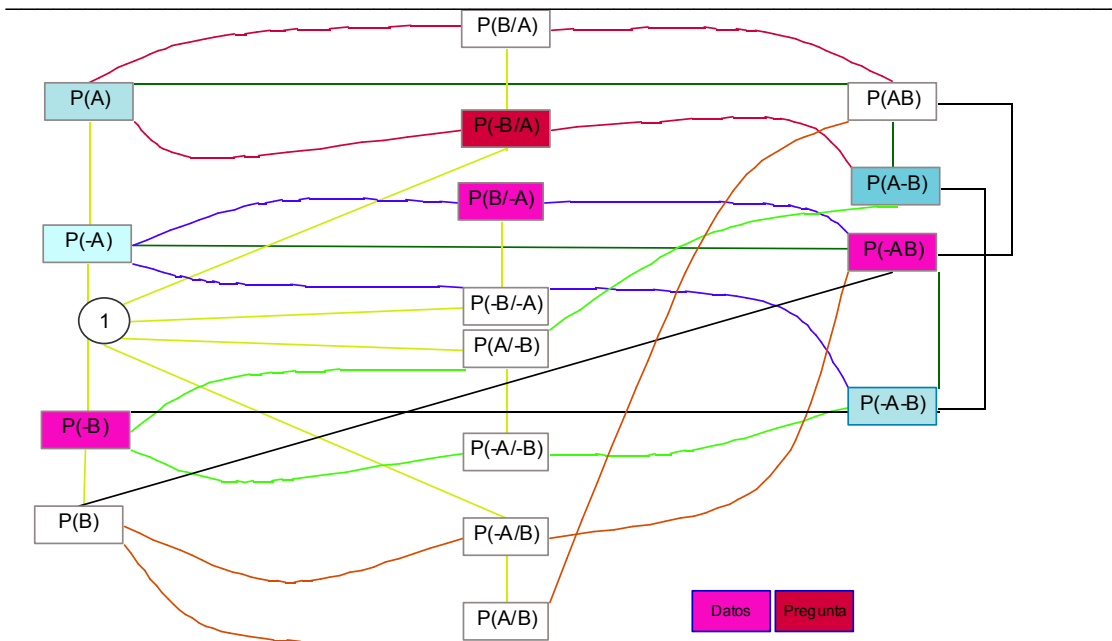 P(B/A)
P(A)
P(AB)
P(-B/A)
P(A-B)
P(B/-A)
P(-A)
P(-AB)
P(-B/-A)
1
P(A/-B)
P(-A-B)
P(-B)
P(-A/-B)
P(B)
P(-A/B)
P(A/B)
Datos
Pregunta